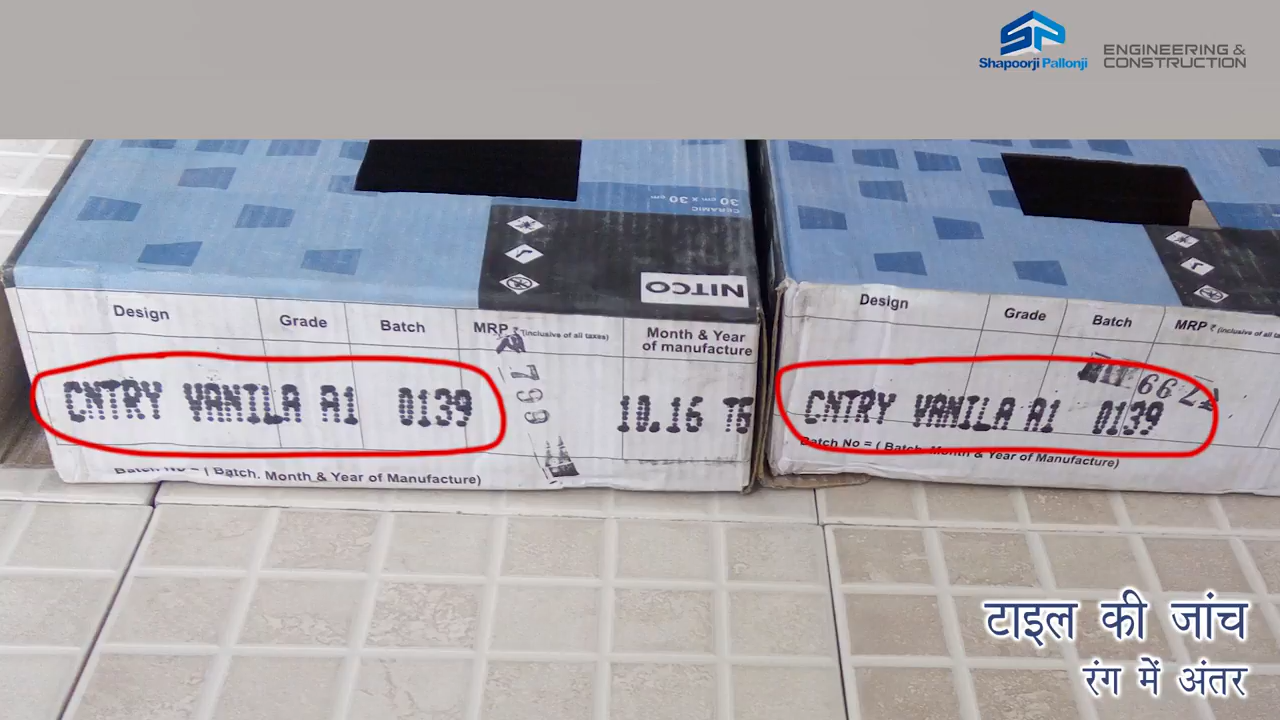 SP
Shapoorji Pallonji
ENGINEERING &
CONSTRUCTION
CERAMIC
30 cm X 30 cm
NITCO
Design Grade Batch MRP ₹ (inclusive of all taxes) Month & Year
of manufacture
CNTRY VANILA A1 0139 799 10.16 T6
Batch No = ( Batch. Month & Year of Manufacture)
Design Grade Batch MRP ₹ (inclusive of all taxes)
CNTRY VANILA A1 0139
Batch No = ( Batch. Month & Year of Manufacture)
टाइल की जांच
रंग में अंतर